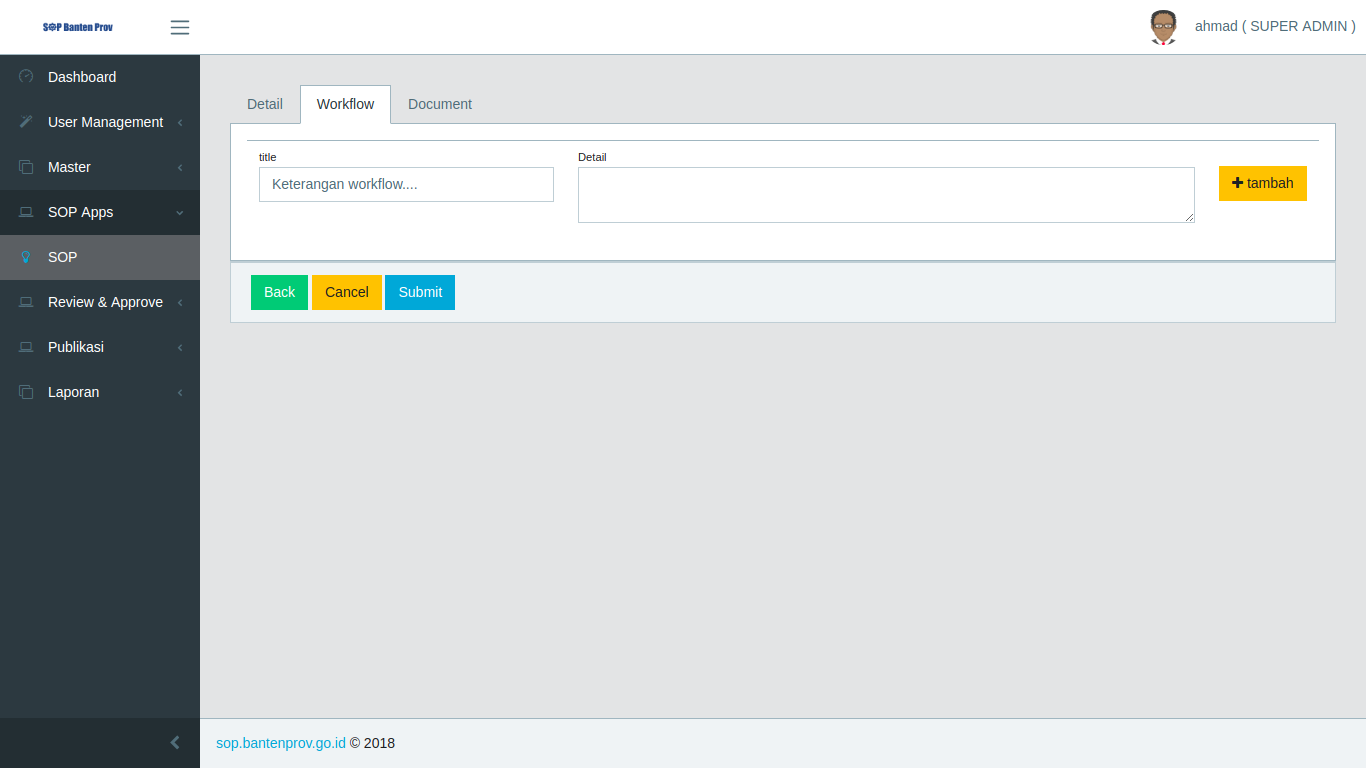 SOP Banten Prov
ahmad ( SUPER ADMIN )
Dashboard
User Management
Master
SOP Apps
SOP
Review & Approve
Publikasi
Laporan
Detail
Workflow
Document
title
Keterangan workflow....
Detail
tambah
Back
Cancel
Submit
sop.bantenprov.go.id © 2018